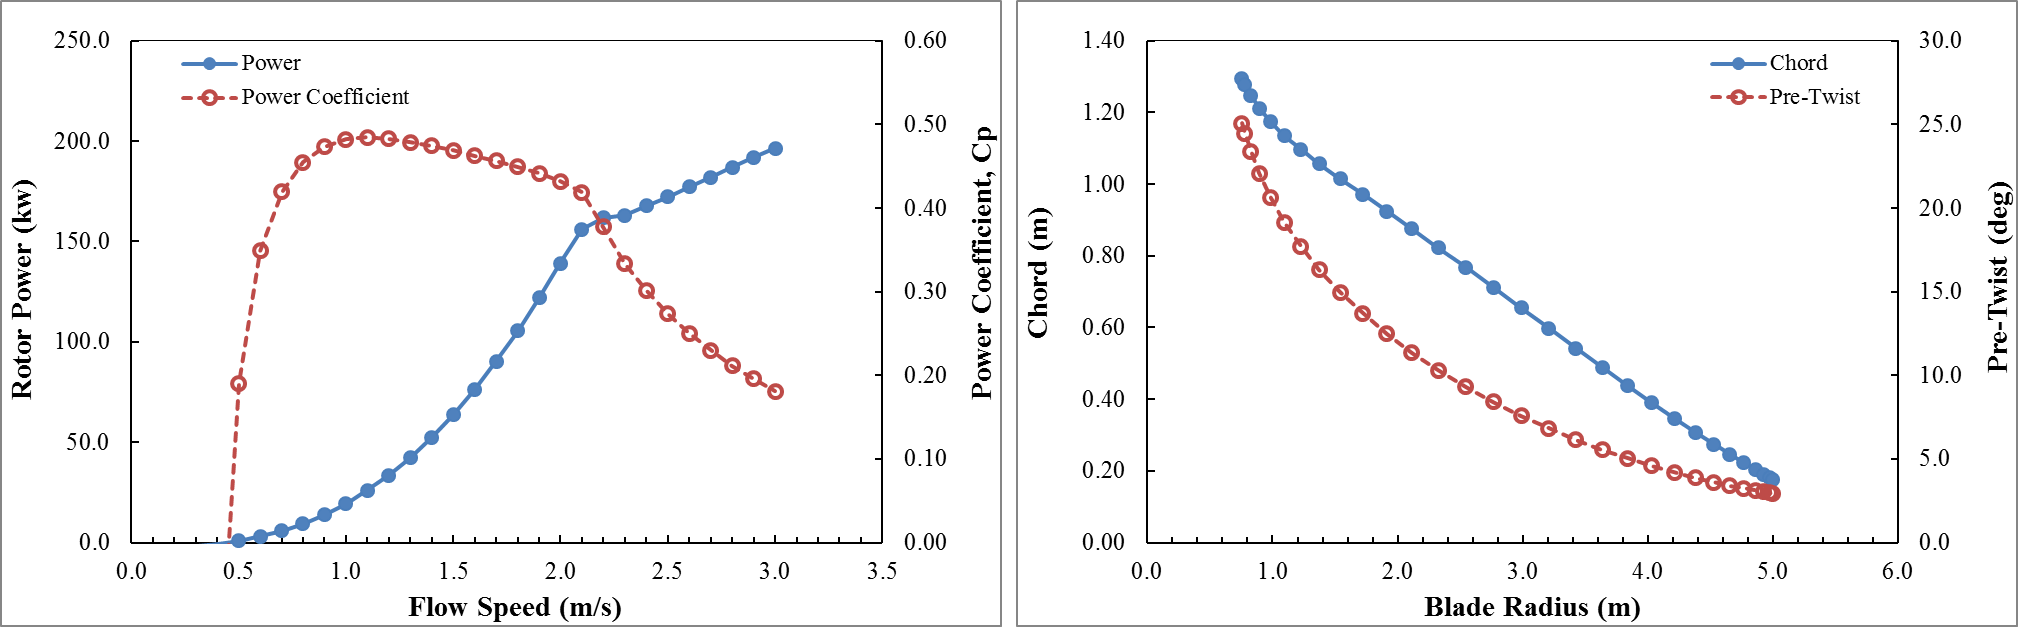 Rotor Power (kw)
250.0
200.0
150.0
100.0
50.0
0.0
Power
Power Coefficient
0.60
0.50
0.40
0.30
0.20
0.10
0.00
Power Coefficient, Cp
0.0 0.5 1.0 1.5 2.0 2.5 3.0 3.5
Flow Speed (m/s)
Chord (m)
1.40
1.20
1.00
0.80
0.60
0.40
0.20
0.00
Chord
Pre-Twist
30.0
25.0
20.0
15.0
10.0
5.0
0.0
Pre-Twist (deg)
0.0 1.0 2.0 3.0 4.0 5.0 6.0
Blade Radius (m)